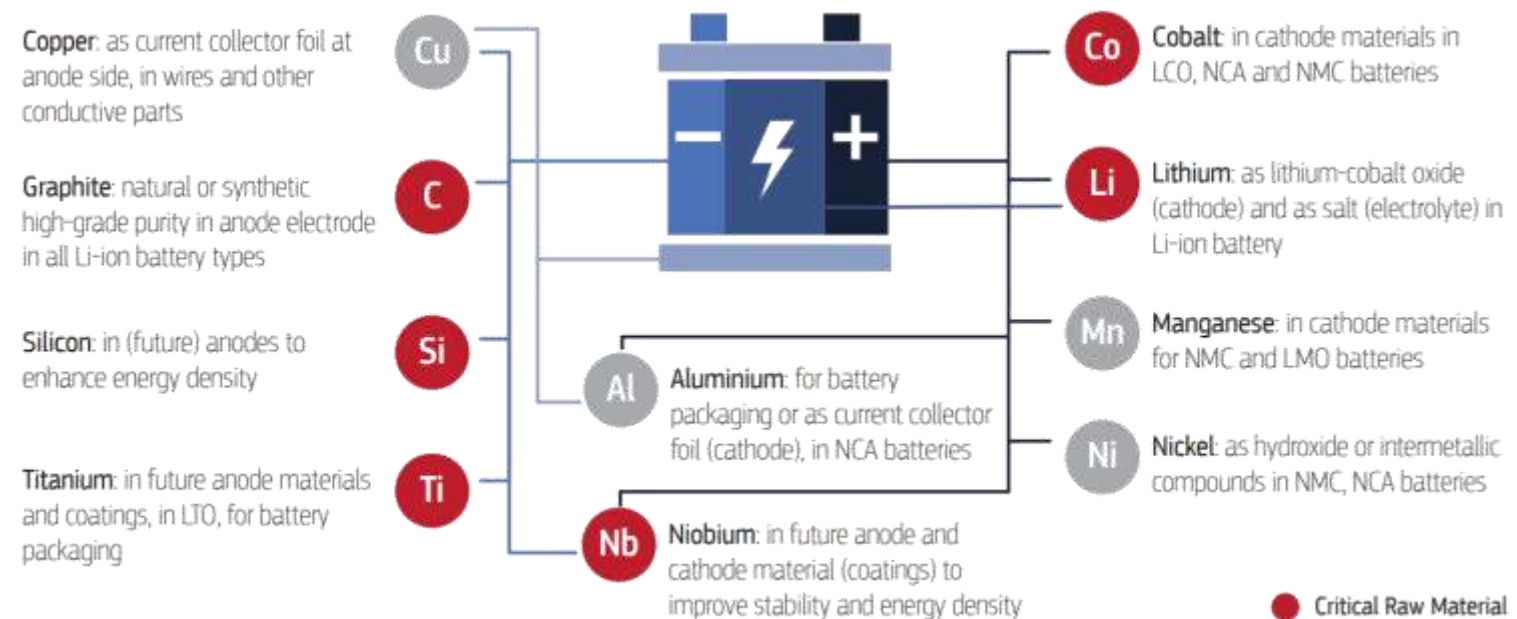 Copper: as current collector foil at
anode side, in wires and other
conductive parts
Cu
Graphite: natural or synthetic
high-grade purity in anode electrode
in all Li-ion battery types
C
Silicon: in (future) anodes to
enhance energy density
Si
Titanium: in future anode materials
and coatings, in LTO, for battery
packaging
Ti
− +
Al
Aluminium: for battery
packaging or as current collector
foil (cathode), in NCA batteries
Nb
Niobium: in future anode and
cathode material (coatings) to
improve stability and energy density
Co
Cobalt: in cathode materials in
LCO, NCA and NMC batteries
Li
Lithium: as lithium-cobalt oxide
(cathode) and as salt (electrolyte) in
Li-ion battery
Mn
Manganese: in cathode materials
for NMC and LMO batteries
Ni
Nickel: as hydroxide or intermetallic
compounds in NMC, NCA batteries
Critical Raw Material